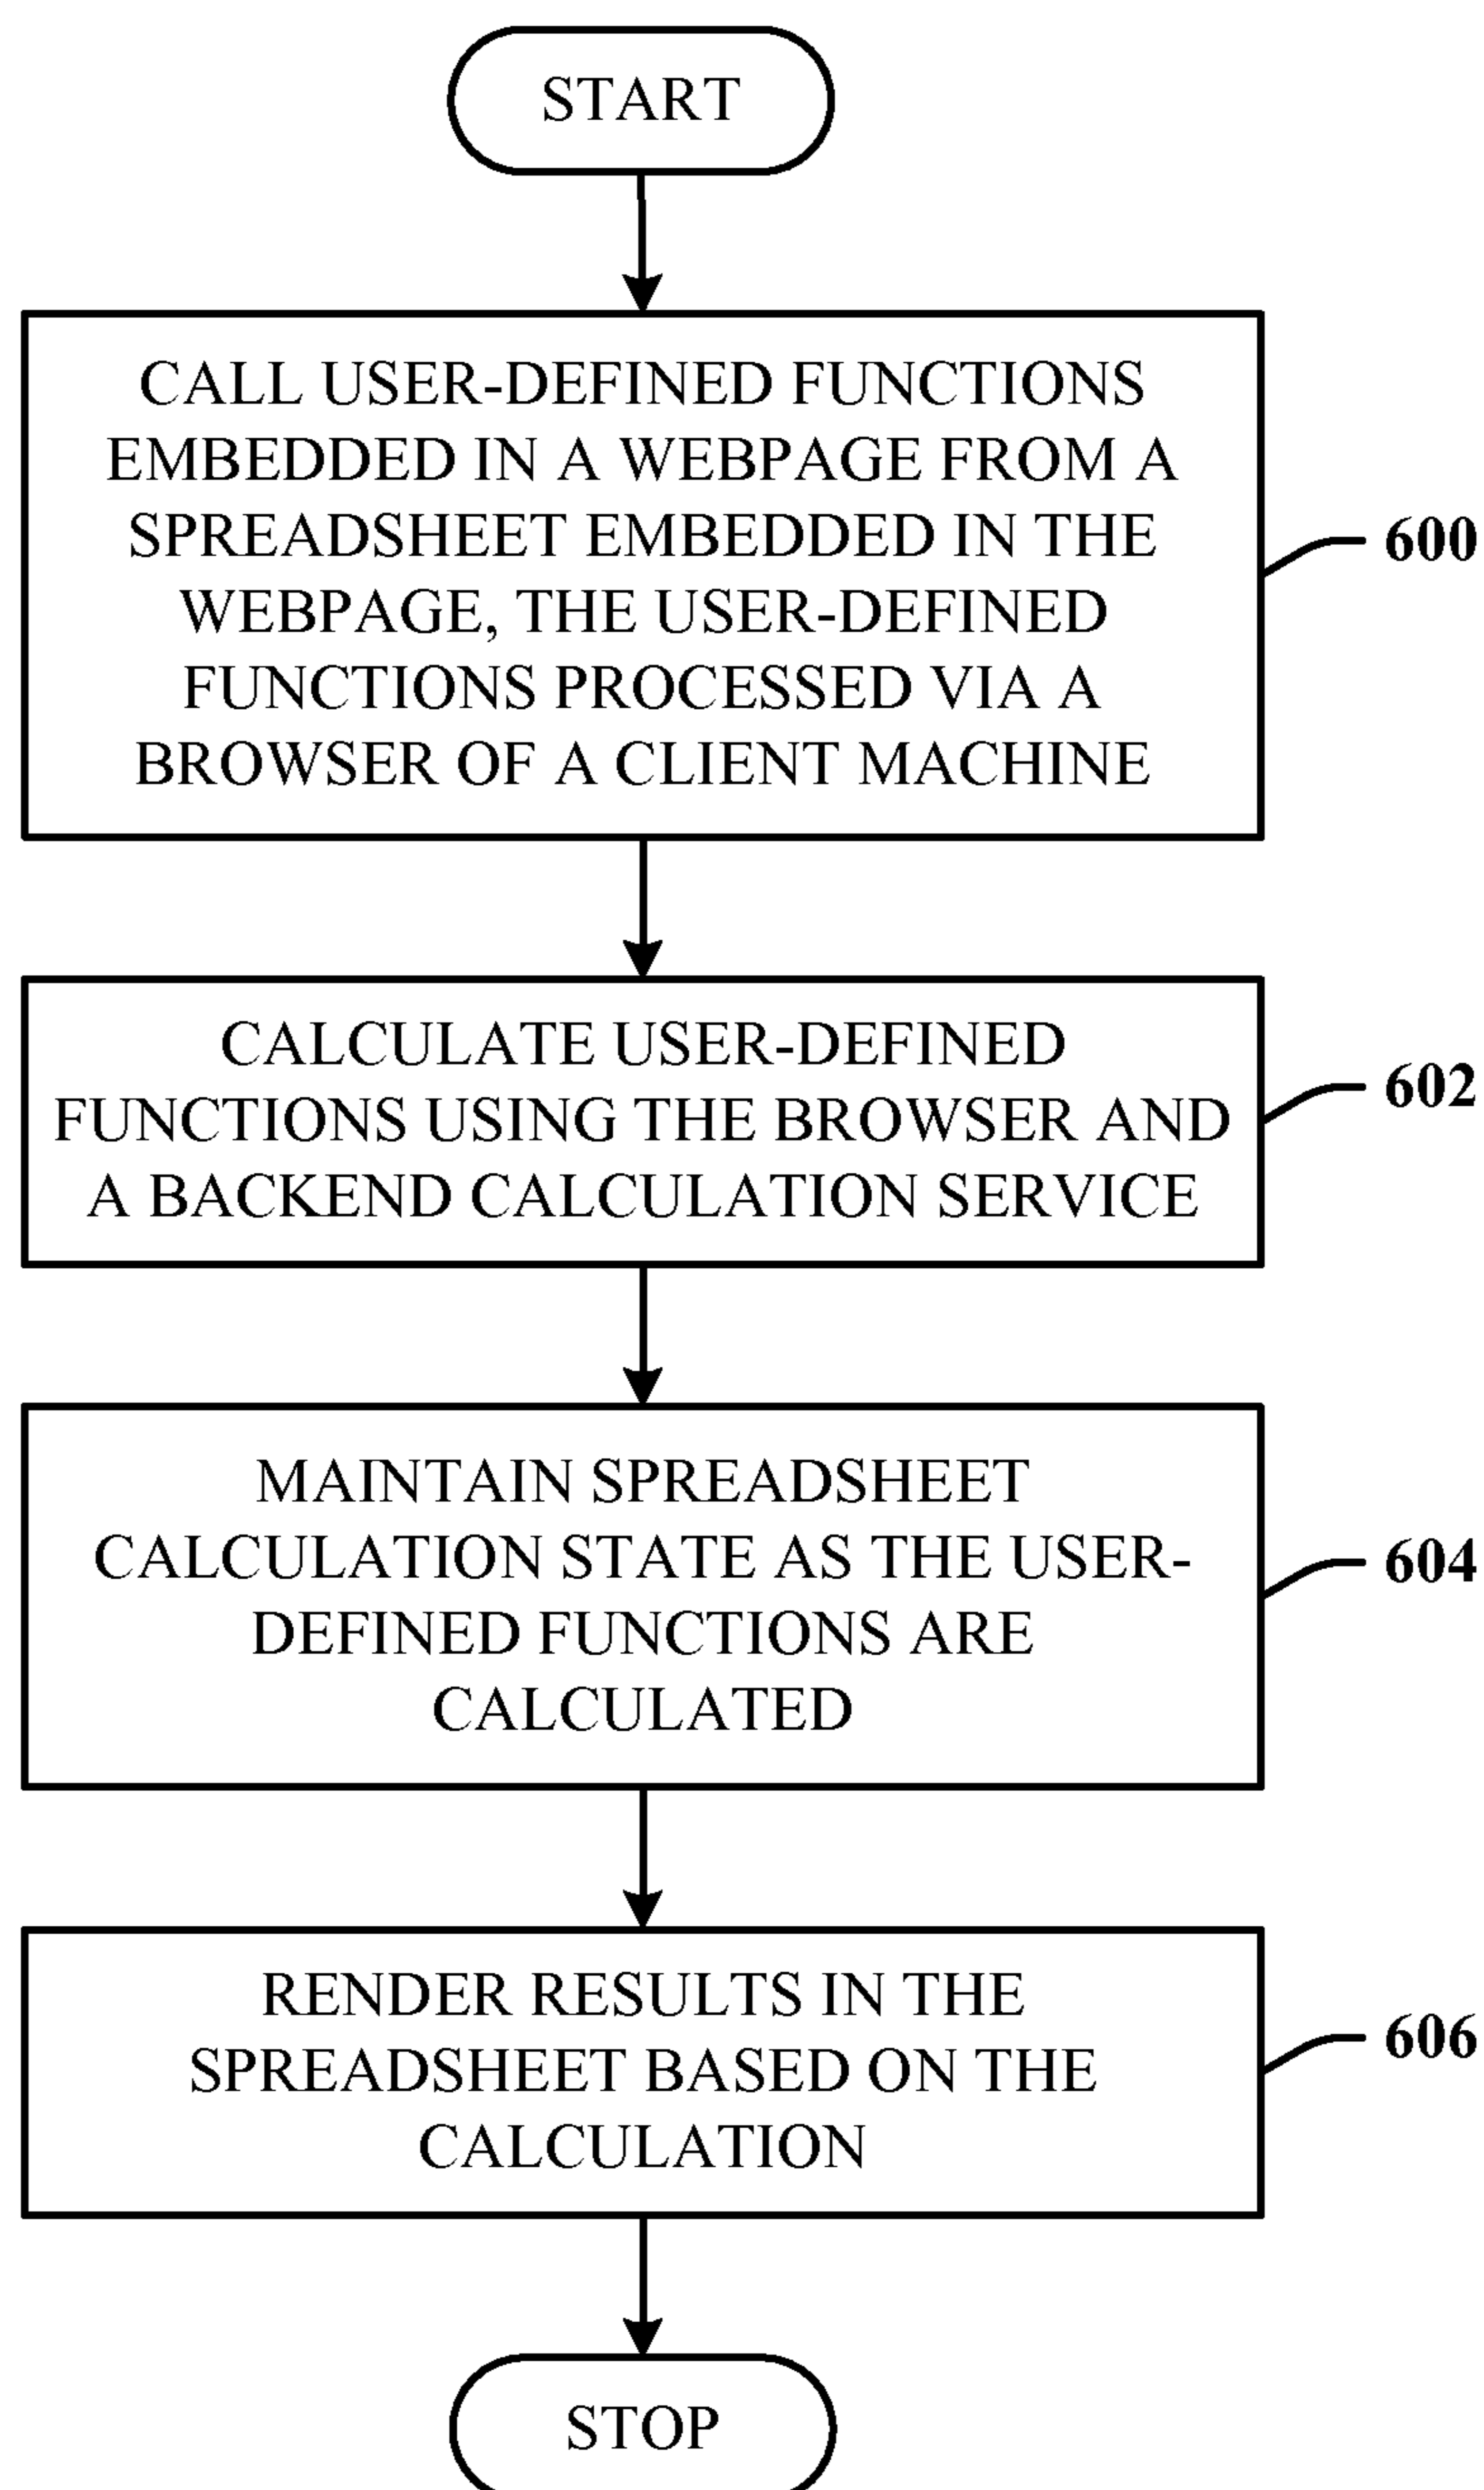 START
CALL USER-DEFINED FUNCTIONS
EMBEDDED IN A WEBPAGE FROM A
SPREADSHEET EMBEDDED IN THE
WEBPAGE, THE USER-DEFINED
FUNCTIONS PROCESSED VIA A
BROWSER OF A CLIENT MACHINE
600
CALCULATE USER-DEFINED
FUNCTIONS USING THE BROWSER AND
A BACKEND CALCULATION SERVICE
602
MAINTAIN SPREADSHEET
CALCULATION STATE AS THE USER-
DEFINED FUNCTIONS ARE
CALCULATED
604
RENDER RESULTS IN THE
SPREADSHEET BASED ON THE
CALCULATION
606
STOP